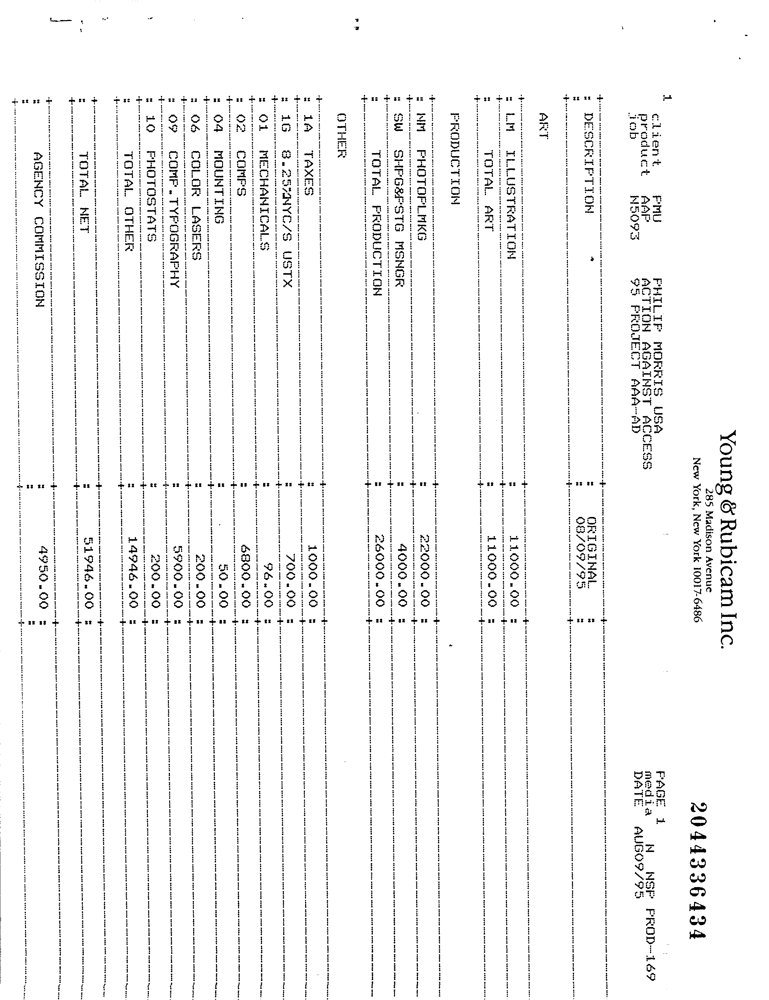 2044336434
Young & Rubicam Inc.
285 Madison Avenue
New York, New York 10017-6486
1 PAGE 1
client PMU PHILIP MORRIS USA media N NSP PROD-169
product AAP ACTION AGAINST ACCESS DATE AUG09/95
job N5093 95 PROJECT AAA-AD
: DESCRIPTION : ORIGINAL :
: : 08/09/95 :
ART
: LM ILLUSTRATION : 11000.00 :
: TOTAL ART : 11000.00 :
PRODUCTION
: NM PHOTOPLMKG : 22000.00 :
: SW SHPG&PSTG MSNGR : 4000.00 :
: TOTAL PRODUCTION : 26000.00 :
OTHER
: 1A TAXES : 1000.00 :
: 1G 8.25%NYC/S USTX : 700.00 :
: 01 MECHANICALS : 96.00 :
: 02 COMPS : 6800.00 :
: 04 MOUNTING : 50.00 :
: 06 COLOR LASERS : 200.00 :
: 09 COMP.TYPOGRAPHY : 5900.00 :
: 10 PHOTOSTATS : 200.00 :
: TOTAL OTHER : 14946.00 :
: TOTAL NET : 51946.00 :
: AGENCY COMMISSION : 4950.00 :